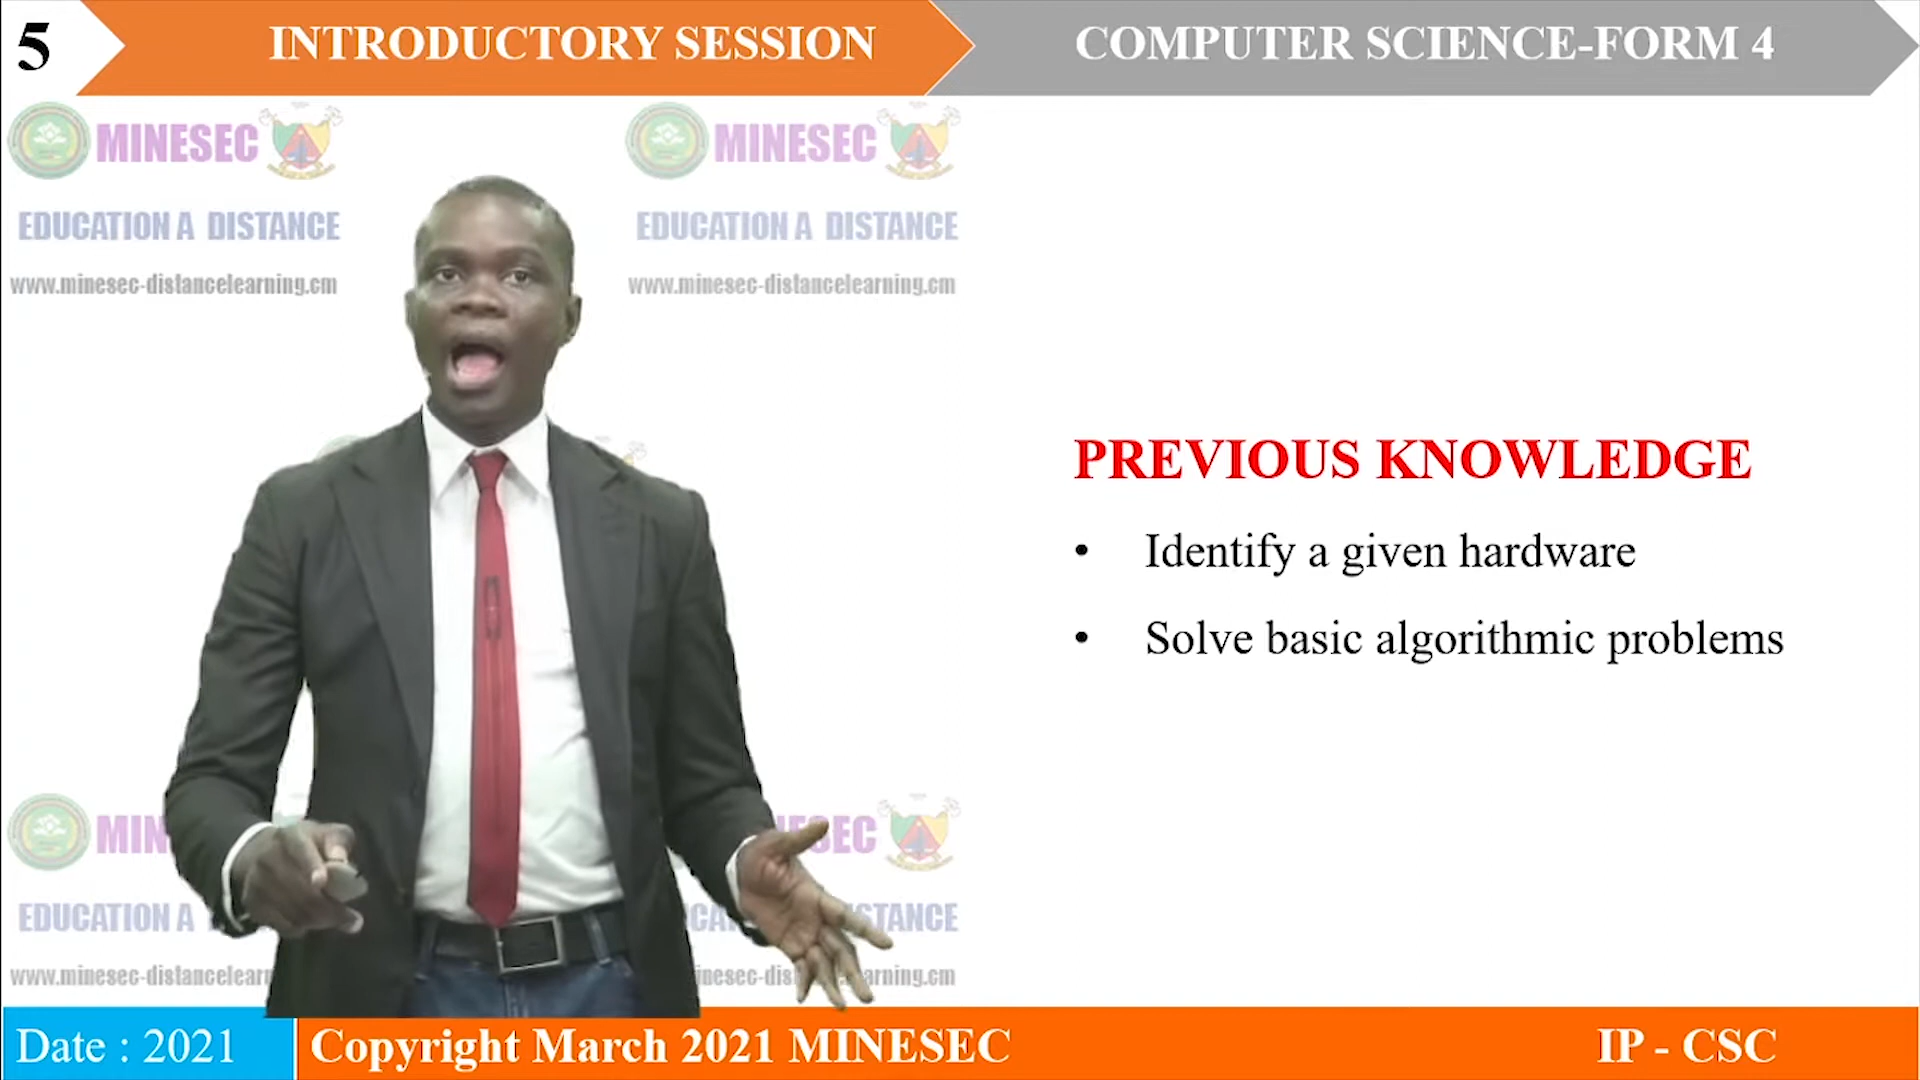 5
INTRODUCTORY SESSION
COMPUTER SCIENCE-FORM 4
MINESEC
MINESEC
EDUCATION A DISTANCE
EDUCATION A DISTANCE
www.minesec-distancelearning.cm
www.minesec-distancelearning.cm
PREVIOUS KNOWLEDGE
• Identify a given hardware
• Solve basic algorithmic problems
EDUCATION A
Date : 2021
Copyright March 2021 MINESEC
IP - CSC